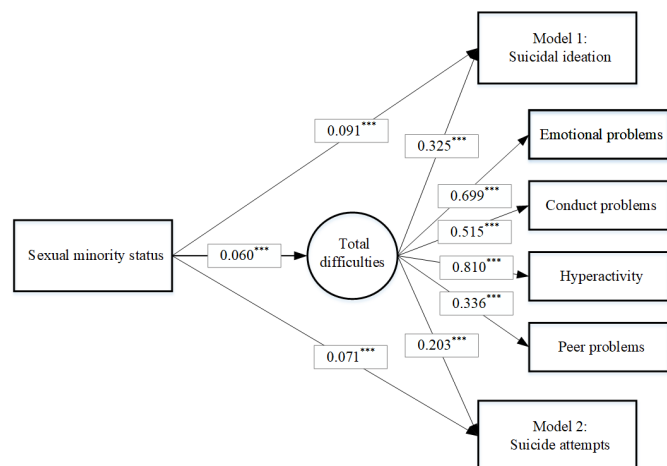 Model 1:
Suicidal ideation
0.091***
0.325***
Emotional problems
0.699***
Conduct problems
0.515***
Sexual minority status
0.060***
Total
difficulties
0.810***
Hyperactivity
0.336***
Peer problems
0.071***
0.203***
Model 2:
Suicide attempts